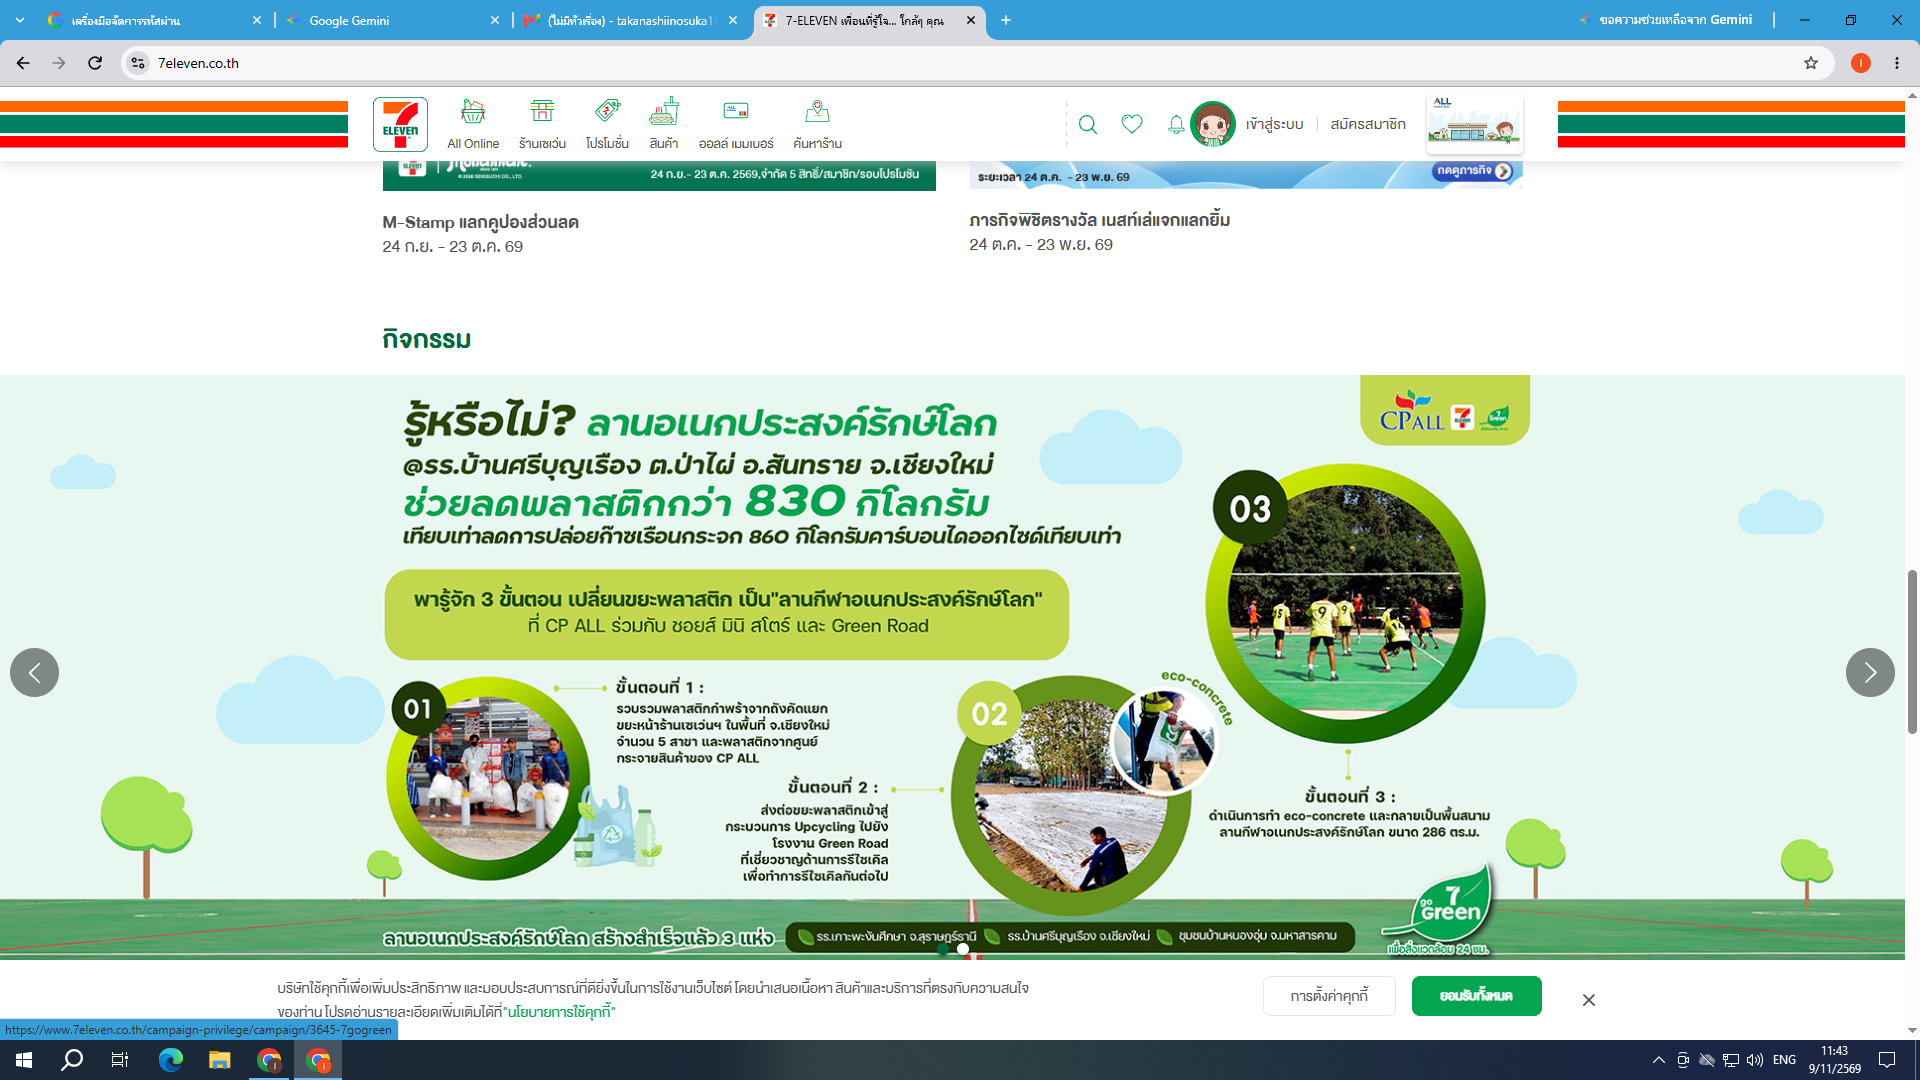 เครื่องมือจัดการรหัสผ่าน
Google Gemini
(ไม่มีหัวเรื่อง) - takanashiinosuka1
7-ELEVEN เพื่อนที่รู้ใจ... ใกล้ๆ คุณ
ขอความช่วยเหลือจาก Gemini
7eleven.co.th
7
ELEVEN
All Online
ร้านเซเว่น
โปรโมชั่น
สินค้า
ออลล์ เมมเบอร์
ค้นหาร้าน
เข้าสู่ระบบ
สมัครสมาชิก
ALL
24 ก.ย.- 23 ต.ค. 2569,จำกัด 5 สิทธิ์/สมาชิก/รอบโปรโมชัน
ระยะเวลา 24 ต.ค. - 23 พ.ย. 69
กดดูภารกิจ
M-Stamp แลกคูปองส่วนลด
24 ก.ย. - 23 ต.ค. 69
ภารกิจพิชิตรางวัล เนสท์เล่แจกแลกยิ้ม
24 ต.ค. - 23 พ.ย. 69
กิจกรรม
รู้หรือไม่? ลานอเนกประสงค์รักษ์โลก
@รร.บ้านศรีบุญเรือง ต.ป่าไผ่ อ.สันทราย จ.เชียงใหม่
ช่วยลดพลาสติกกว่า 830 กิโลกรัม
เทียบเท่าลดการปล่อยก๊าซเรือนกระจก 860 กิโลกรัมคาร์บอนไดออกไซด์เทียบเท่า
CPALL
พารู้จัก 3 ขั้นตอน เปลี่ยนขยะพลาสติก เป็น"ลานกีฬาอเนกประสงค์รักษ์โลก"
ที่ CP ALL ร่วมกับ ชอยส์ มินิ สโตร์ และ Green Road
01
ขั้นตอนที่ 1 :
รวบรวมพลาสติกกำพร้าจากถังคัดแยก
ขยะหน้าร้านเซเว่นฯ ในพื้นที่ จ.เชียงใหม่
จำนวน 5 สาขา และพลาสติกจากศูนย์
กระจายสินค้าของ CP ALL
02
eco-concrete
ขั้นตอนที่ 2 :
ส่งต่อขยะพลาสติกเข้าสู่
กระบวนการ Upcycling ไปยัง
โรงงาน Green Road
ที่เชี่ยวชาญด้านการรีไซเคิล
เพื่อทำการรีไซเคิลกันต่อไป
03
ขั้นตอนที่ 3 :
ดำเนินการทำ eco-concrete และกลายเป็นพื้นสนาม
ลานกีฬาอเนกประสงค์รักษ์โลก ขนาด 286 ตร.ม.
ลานอเนกประสงค์รักษ์โลก สร้างสำเร็จแล้ว 3 แห่ง
รร.เกาะพะงันศึกษา จ.สุราษฎร์ธานี
รร.บ้านศรีบุญเรือง จ.เชียงใหม่
ชุมชนบ้านหนองอุ่ม จ.มหาสารคาม
7
go Green
เพื่อสิ่งแวดล้อม 24 ชม.
บริษัทใช้คุกกี้เพื่อเพิ่มประสิทธิภาพ และมอบประสบการณ์ที่ดียิ่งขึ้นในการใช้งานเว็บไซต์ โดยนำเสนอเนื้อหา สินค้าและบริการที่ตรงกับความสนใจ
ของท่าน โปรดอ่านรายละเอียดเพิ่มเติมได้ที่"นโยบายการใช้คุกกี้"
การตั้งค่าคุกกี้
ยอมรับทั้งหมด
https://www.7eleven.co.th/campaign-privilege/campaign/3645-7gogreen
ENG
11:43
9/11/2569